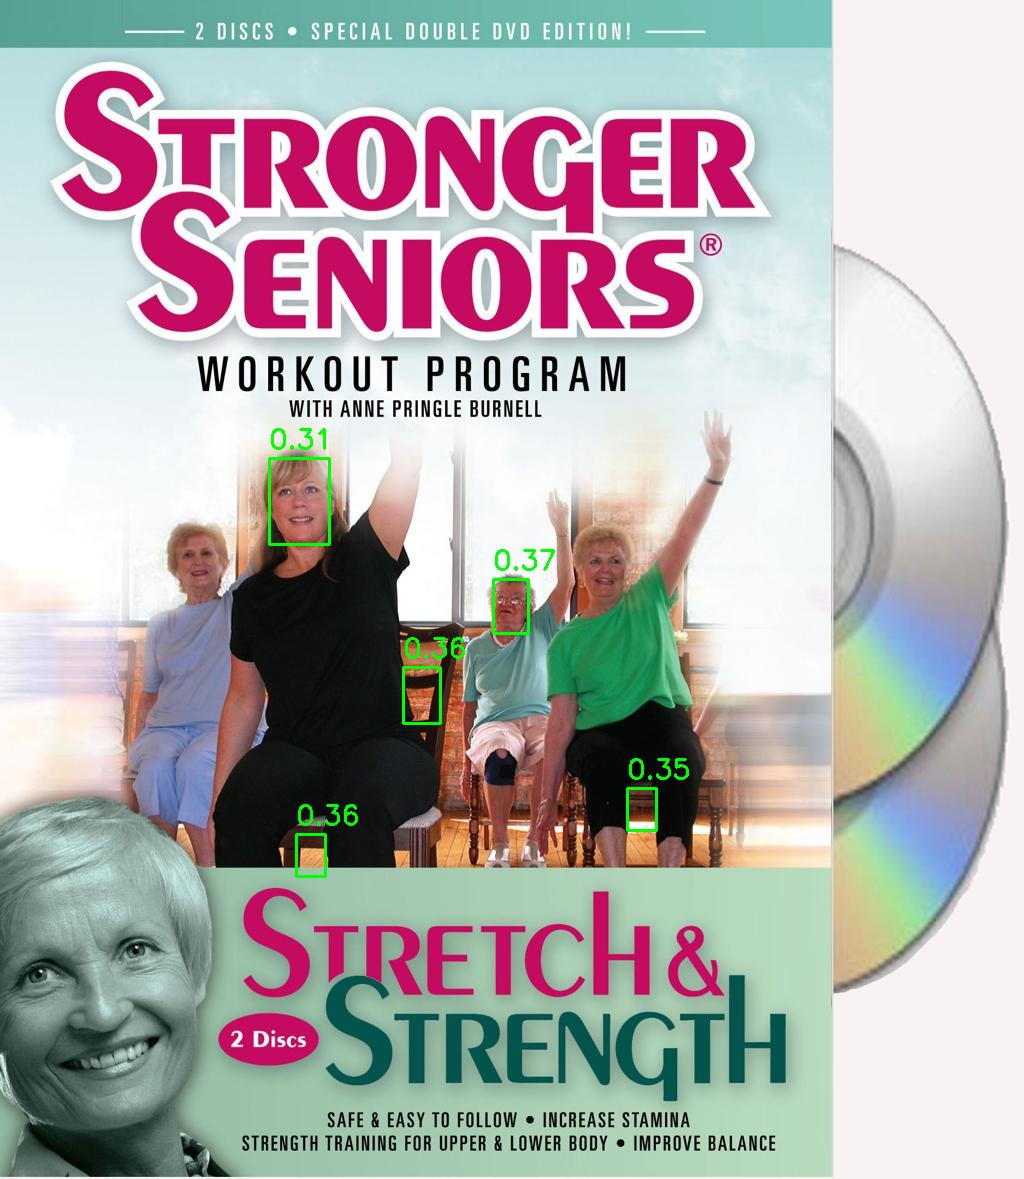 2 DISCS • SPECIAL DOUBLE DVD EDITION!
STRONGER
SENIORS®
WORKOUT PROGRAM
WITH ANNE PRINGLE BURNELL
0.31
0.37
0.36
0.35
0.36
STRETCH &
STRENGTH
2 Discs
SAFE & EASY TO FOLLOW • INCREASE STAMINA
STRENGTH TRAINING FOR UPPER & LOWER BODY • IMPROVE BALANCE